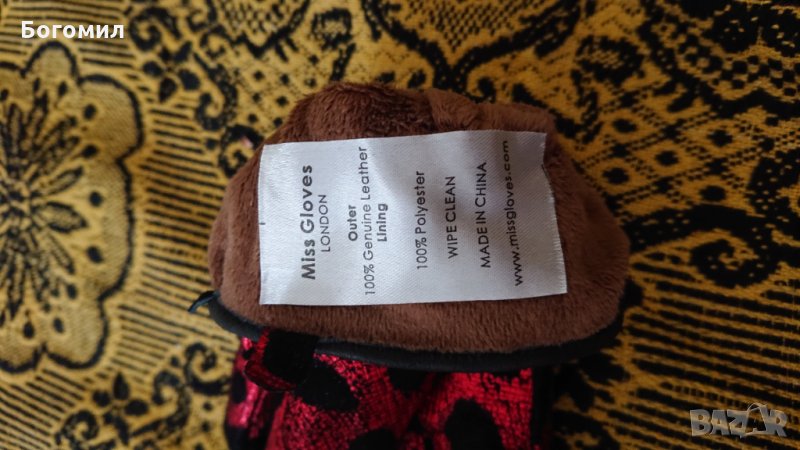 Богомил
Miss Gloves
LONDON
Outer
100% Genuine Leather
Lining
100% Polyester
WIPE CLEAN
MADE IN CHINA
www.missgloves.com
BAZAR